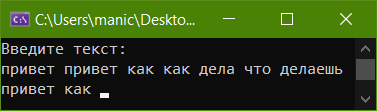 C:\Users\manic\Deskto...
Введите текст:
привет привет как как дела что делаешь
привет как